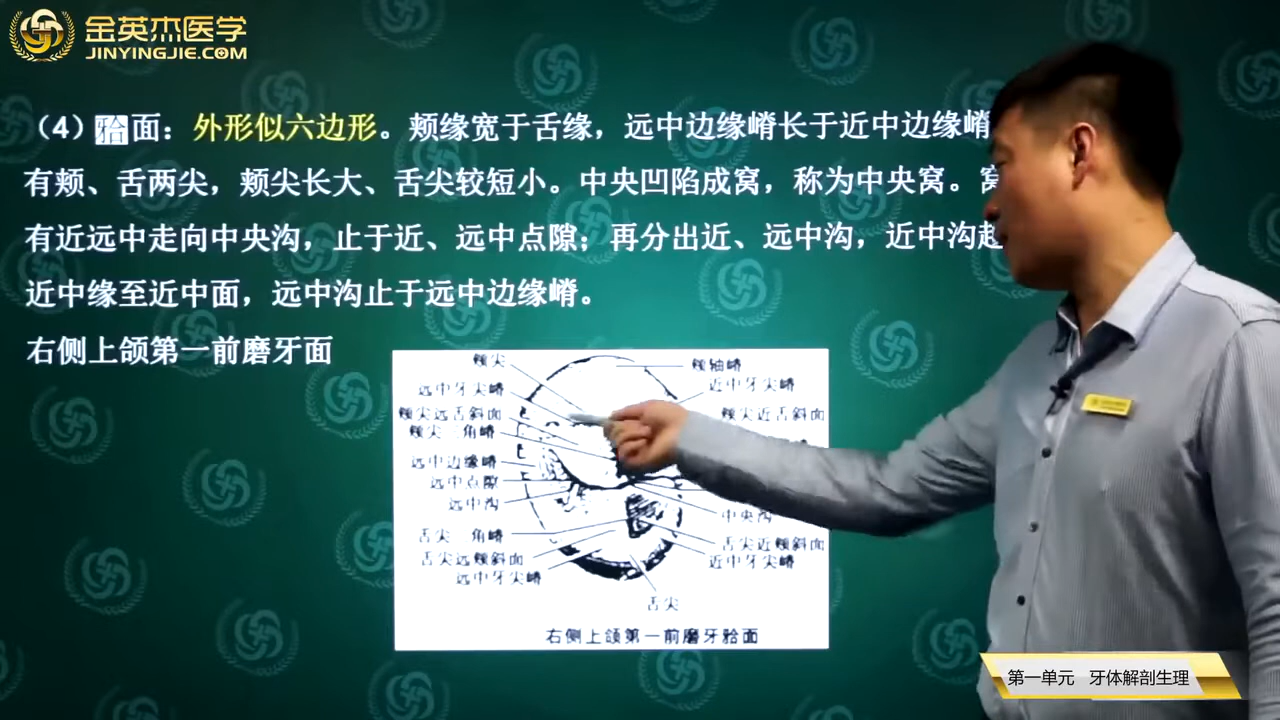 金英杰医学
JINYINGJIE.COM
(4)牙合面：外形似六边形。颊缘宽于舌缘，远中边缘嵴长于近中边缘嵴
有颊、舌两尖，颊尖长大、舌尖较短小。中央凹陷成窝，称为中央窝。窝
有近远中走向中央沟，止于近、远中点隙；再分出近、远中沟，近中沟越
近中缘至近中面，远中沟止于远中边缘嵴。
右侧上颌第一前磨牙面
颊尖
颊轴嵴
远中牙尖嵴
近中牙尖嵴
颊尖远舌斜面
颊尖近舌斜面
颊尖三角嵴
远中边缘嵴
远中点隙
远中沟
中央沟
舌尖 角嵴
舌尖近颊斜面
舌尖远颊斜面
近中牙尖嵴
远中牙尖嵴
舌尖
右侧上颌第一前磨牙牙合面
第一单元 牙体解剖生理